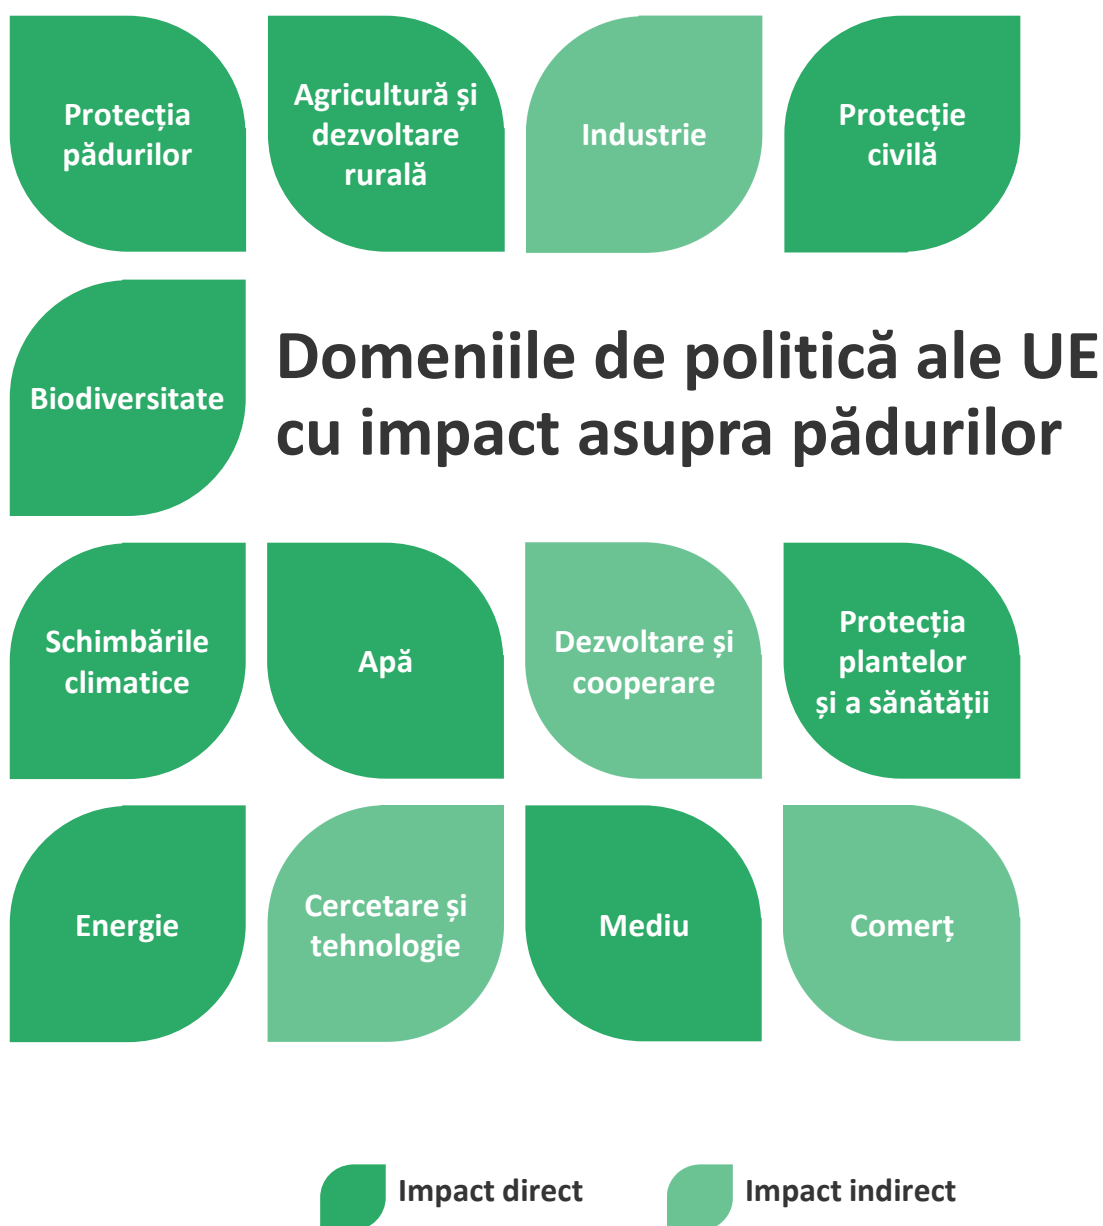 Protecția
pădurilor
Agricultură și
dezvoltare
rurală
Industrie
Protecție
civilă
Biodiversitate
Domeniile de politică ale UE
cu impact asupra pădurilor
Schimbările
climatice
Apă
Dezvoltare și
cooperare
Protecția
plantelor
și a sănătății
Energie
Cercetare și
tehnologie
Mediu
Comerț
Impact direct
Impact indirect